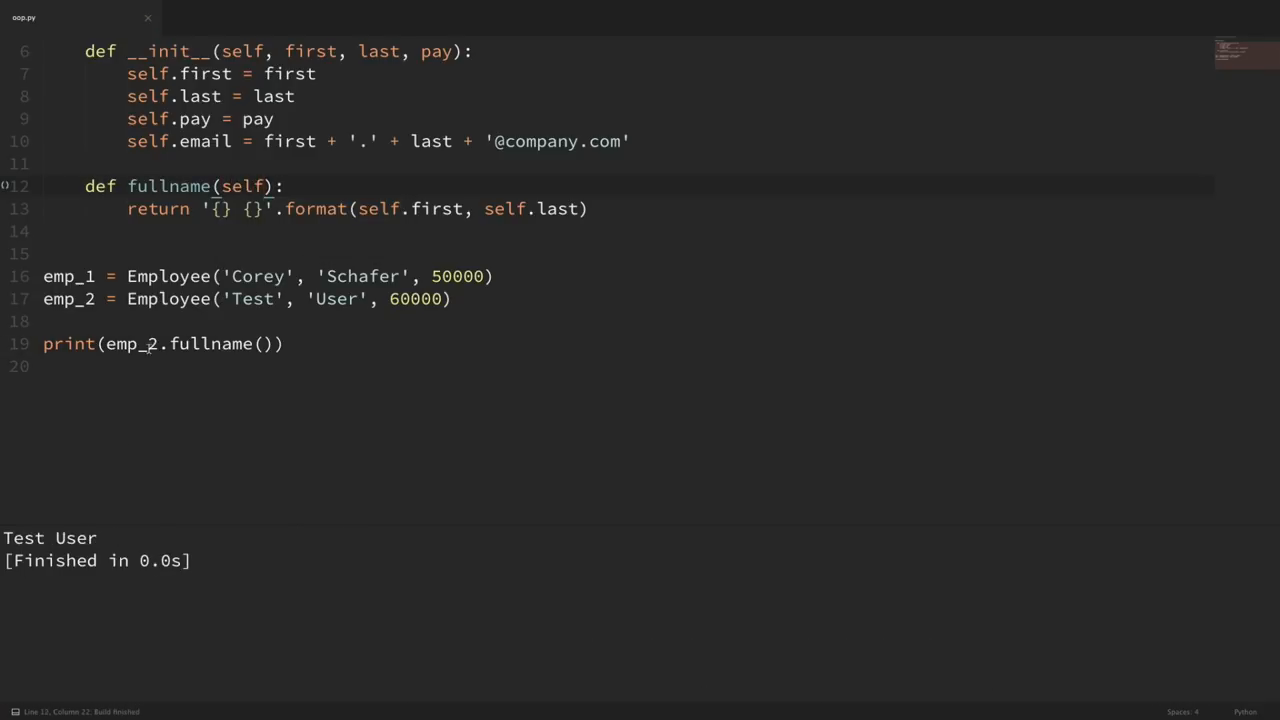 oop.py ×
6 def __init__(self, first, last, pay):
7 self.first = first
8 self.last = last
9 self.pay = pay
10 self.email = first + '.' + last + '@company.com'
11
()12 def fullname(self):
13 return '{} {}'.format(self.first, self.last)
14
15
16 emp_1 = Employee('Corey', 'Schafer', 50000)
17 emp_2 = Employee('Test', 'User', 60000)
18
19 print(emp_2.fullname())
20
Test User
[Finished in 0.0s]
Line 12, Column 22; Build finished Spaces: 4 Python